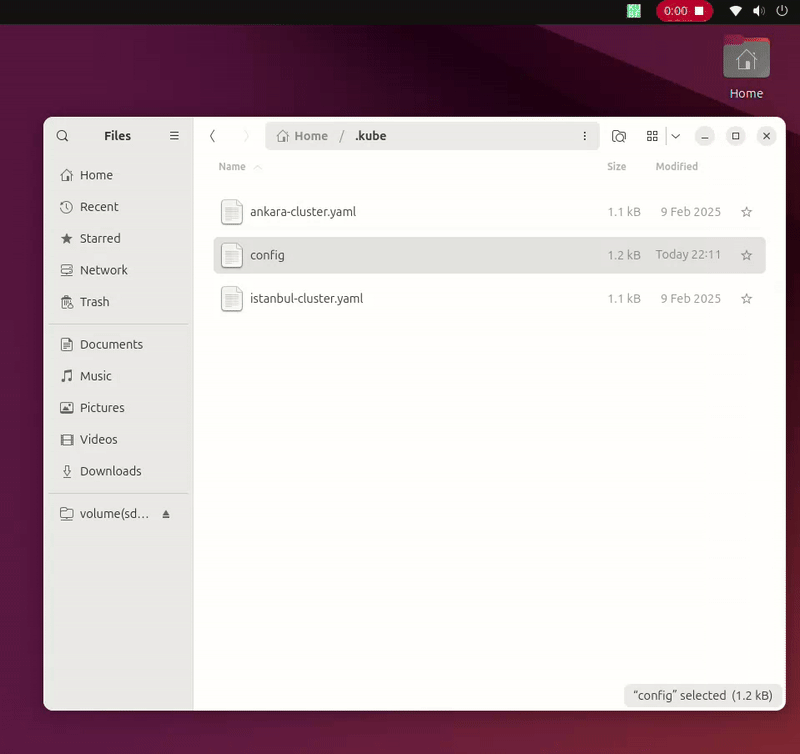 0:00
Home
Files
Home / .kube
Name Size Modified
Home
Recent
Starred
Network
Trash
Documents
Music
Pictures
Videos
Downloads
volume(sd...
ankara-cluster.yaml 1.1 kB 9 Feb 2025
config 1.2 kB Today 22:11
istanbul-cluster.yaml 1.1 kB 9 Feb 2025
“config” selected (1.2 kB)